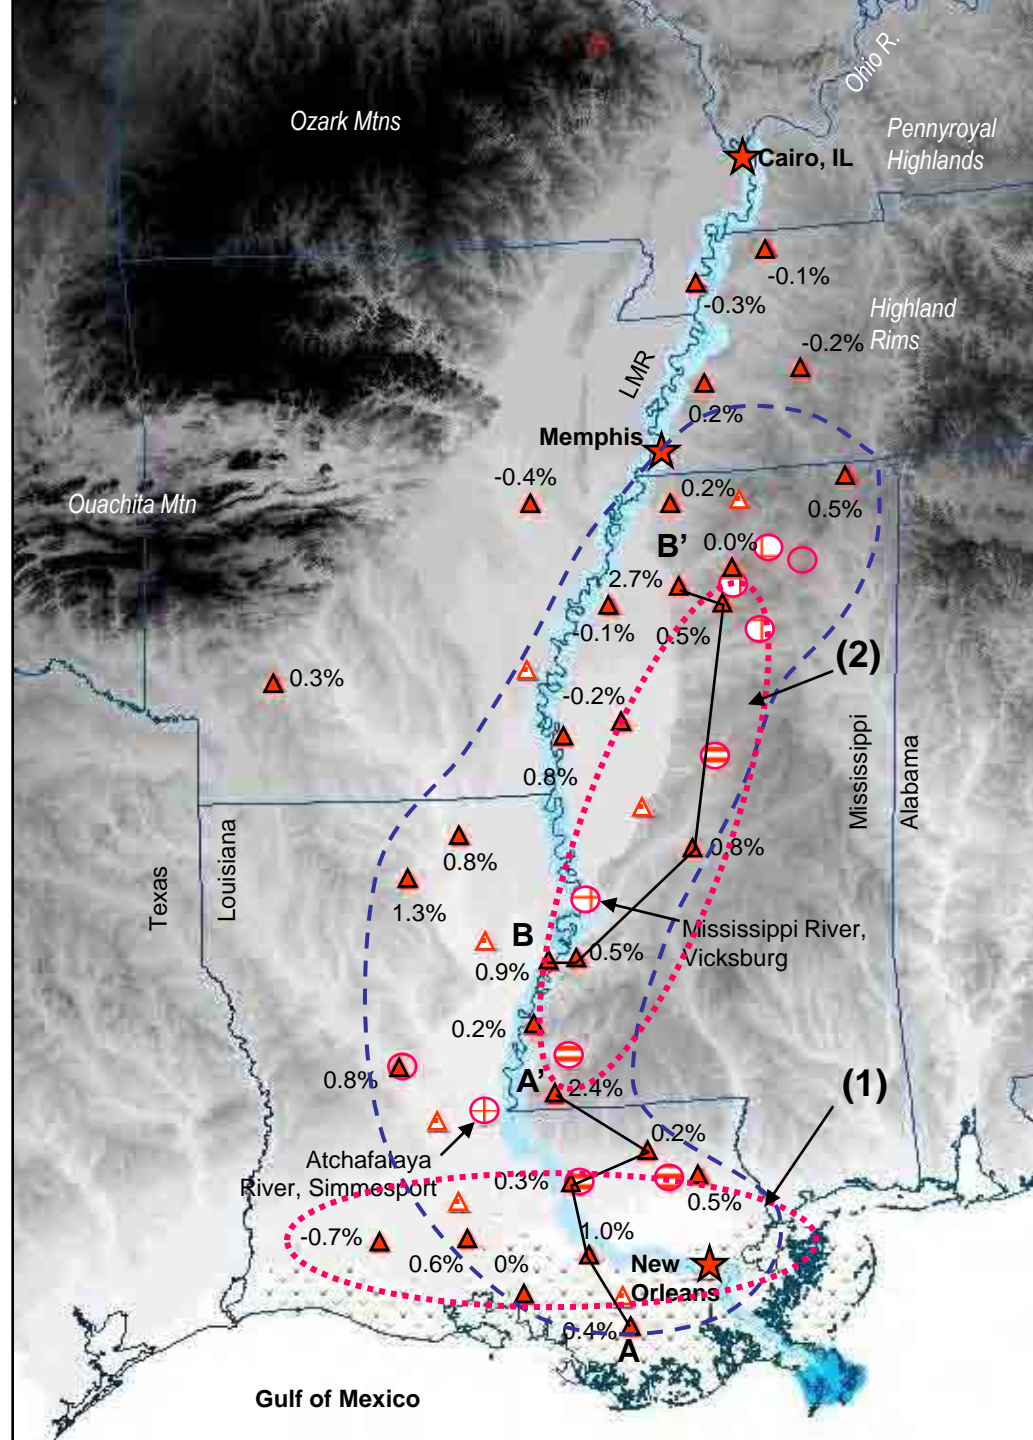 Ohio R.
Ozark Mtns
Pennyroyal
Highlands
Cairo, IL
-0.1%
-0.3%
Highland
Rims
-0.2%
LMR
0.2%
Memphis
-0.4%
0.2%
0.5%
Ouachita Mtn
B’
0.0%
2.7%
-0.1%
0.5%
(2)
0.3%
-0.2%
0.8%
Mississippi
Alabama
0.8%
0.8%
Texas
Louisiana
1.3%
Mississippi River,
Vicksburg
B
0.5%
0.9%
0.2%
0.8%
A’
2.4%
(1)
0.2%
Atchafalaya
River, Simmesport
0.3%
0.5%
-0.7%
0.6%
0%
1.0%
New
Orleans
0.4%
A
Gulf of Mexico